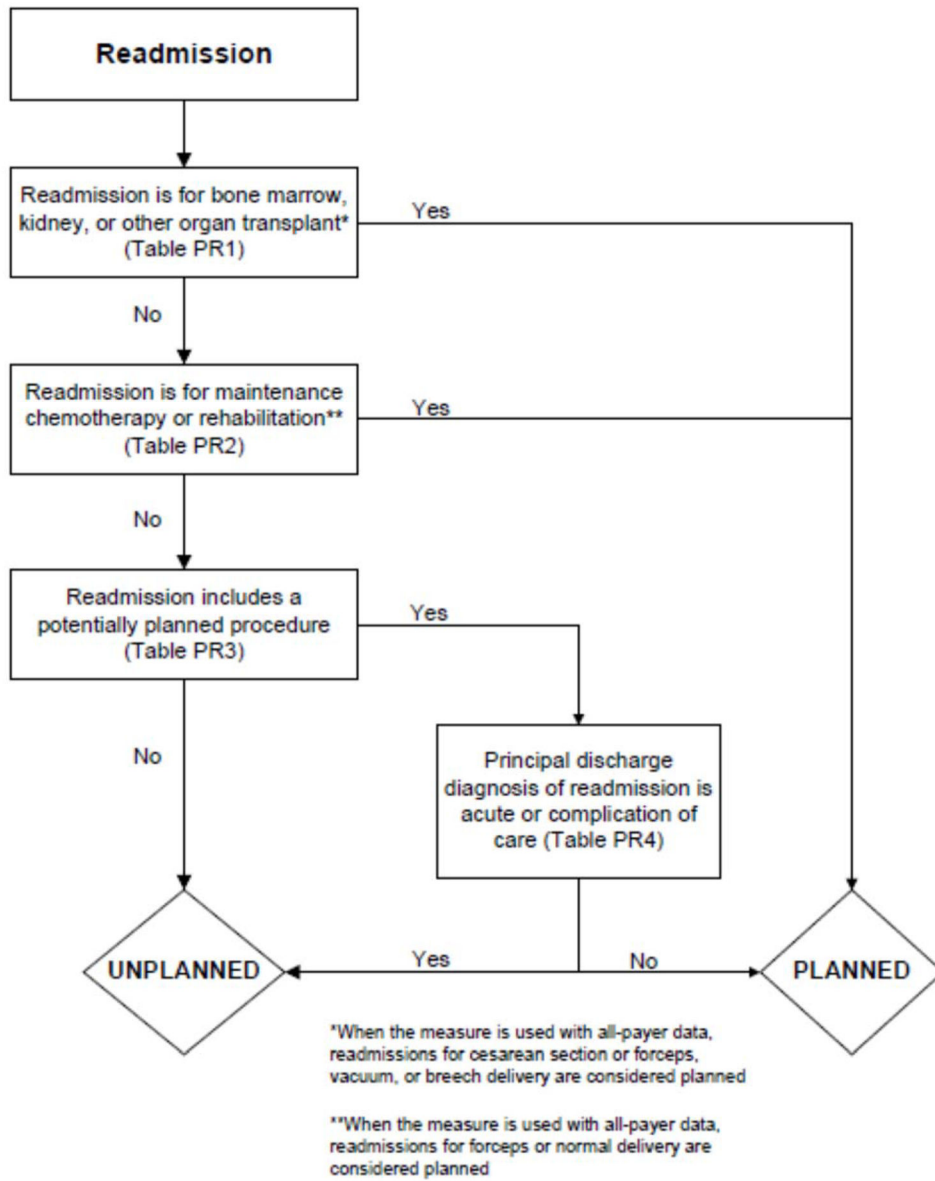 Readmission
Readmission is for bone marrow,
kidney, or other organ transplant*
(Table PR1)
Yes
No
Readmission is for maintenance
chemotherapy or rehabilitation**
(Table PR2)
Yes
No
Readmission includes a
potentially planned procedure
(Table PR3)
Yes
No
Principal discharge
diagnosis of readmission is
acute or complication of
care (Table PR4)
UNPLANNED
Yes
No
PLANNED
*When the measure is used with all-payer data,
readmissions for cesarean section or forceps,
vacuum, or breech delivery are considered planned
**When the measure is used with all-payer data,
readmissions for forceps or normal delivery are
considered planned